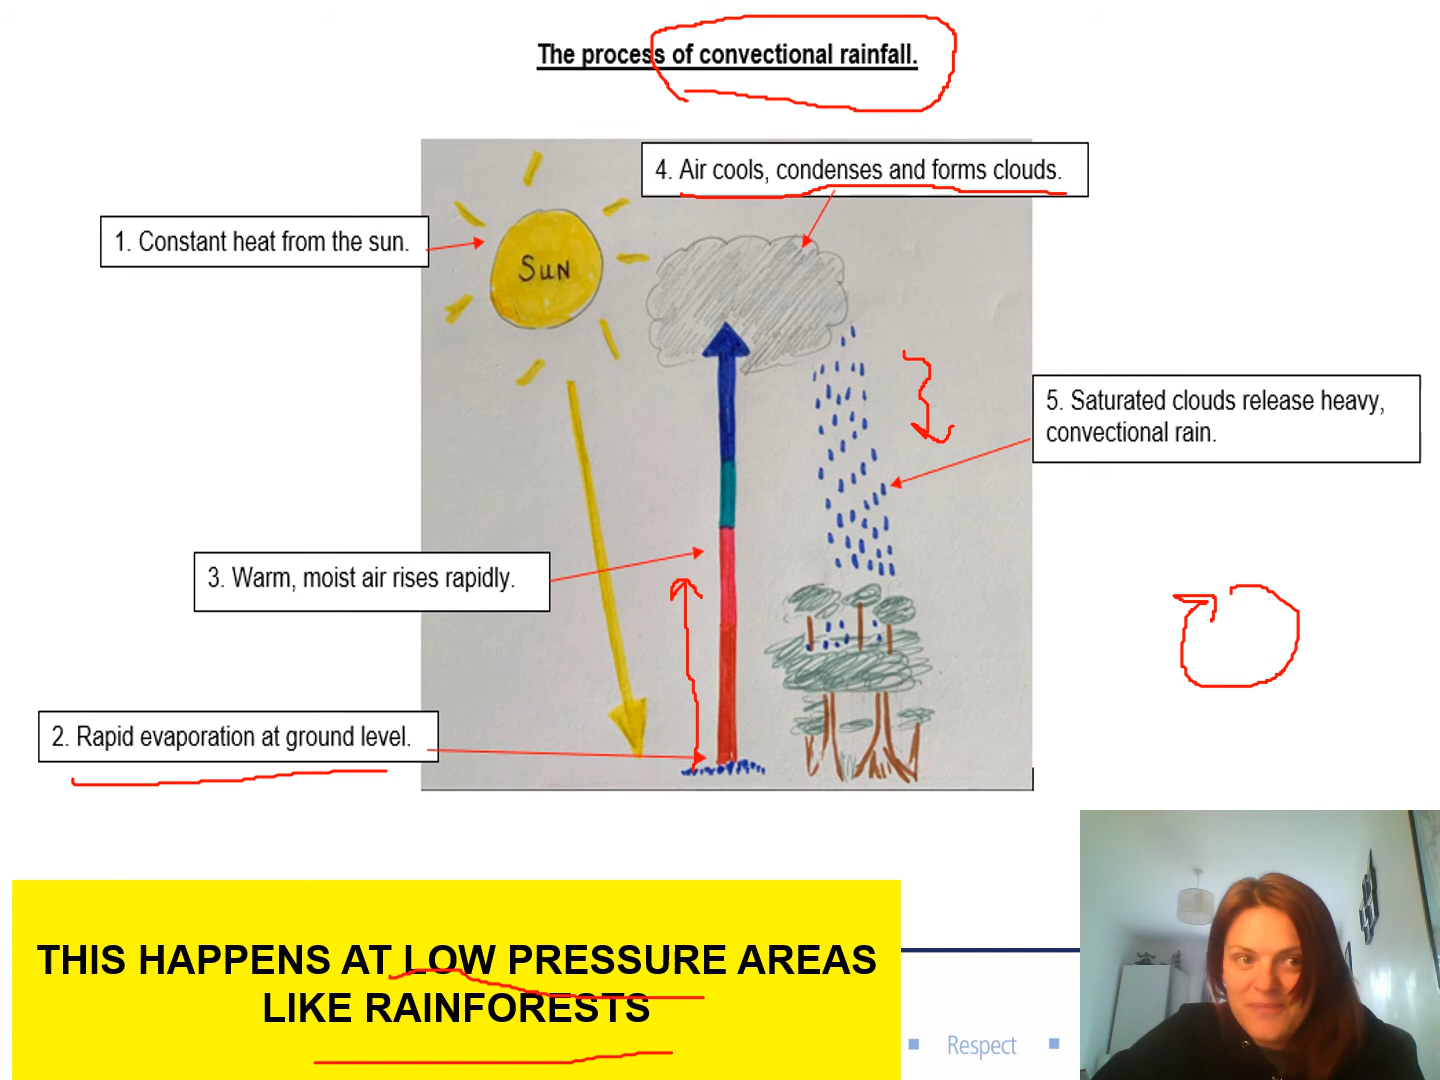 The process of convectional rainfall.
4. Air cools, condenses and forms clouds.
1. Constant heat from the sun.
SUN
5. Saturated clouds release heavy,
convectional rain.
3. Warm, moist air rises rapidly.
2. Rapid evaporation at ground level.
THIS HAPPENS AT LOW PRESSURE AREAS
LIKE RAINFORESTS
Respect